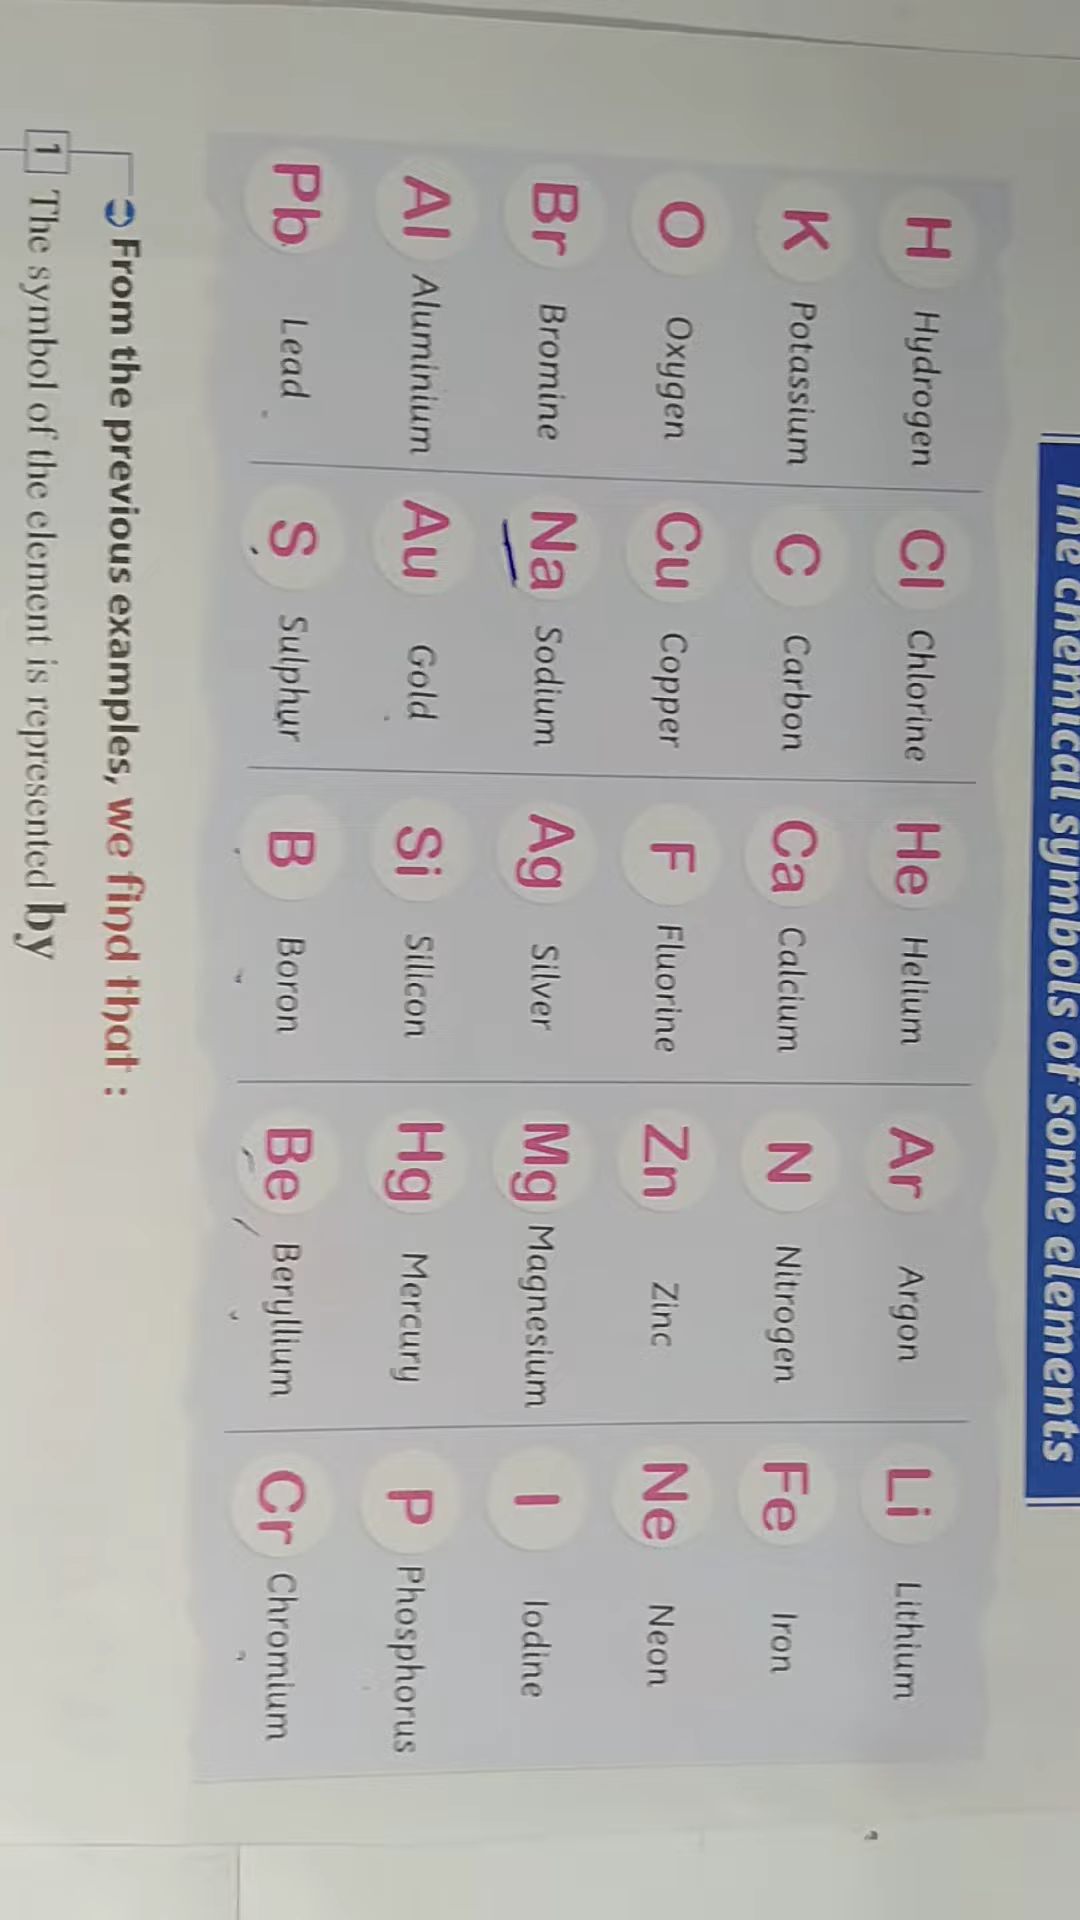 The chemical symbols of some elements
H Hydrogen Cl Chlorine He Helium Ar Argon Li Lithium
K Potassium C Carbon Ca Calcium N Nitrogen Fe Iron
O Oxygen Cu Copper F Fluorine Zn Zinc Ne Neon
Br Bromine Na Sodium Ag Silver Mg Magnesium I Iodine
Al Aluminium Au Gold Si Silicon Hg Mercury P Phosphorus
Pb Lead S Sulphur B Boron Be Beryllium Cr Chromium
From the previous examples, we find that :
1 The symbol of the element is represented by